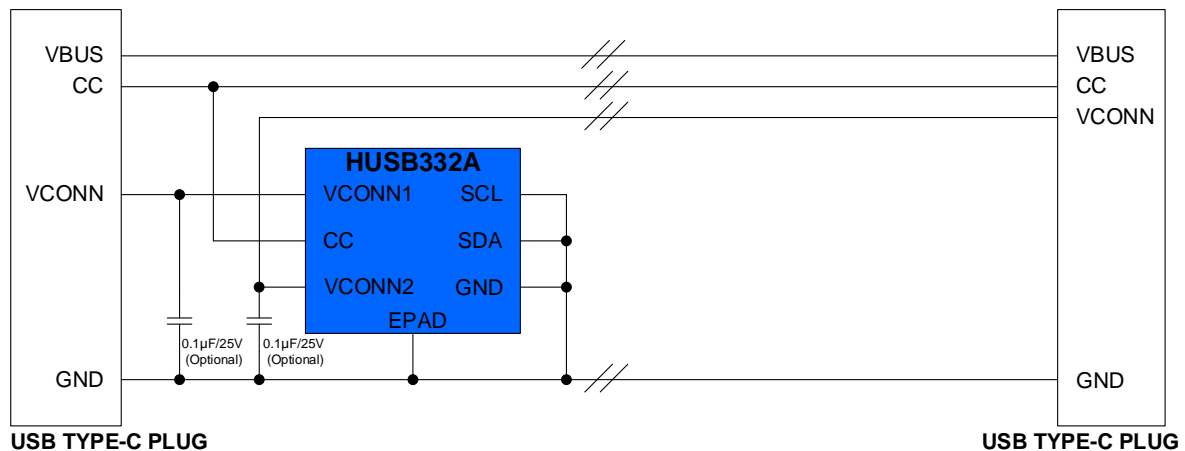 VBUS
CC
VCONN
GND
USB TYPE-C PLUG
HUSB332A
VCONN1
CC
VCONN2
SCL
SDA
GND
EPAD
0.1µF/25V
(Optional)
0.1µF/25V
(Optional)
VBUS
CC
VCONN
GND
USB TYPE-C PLUG